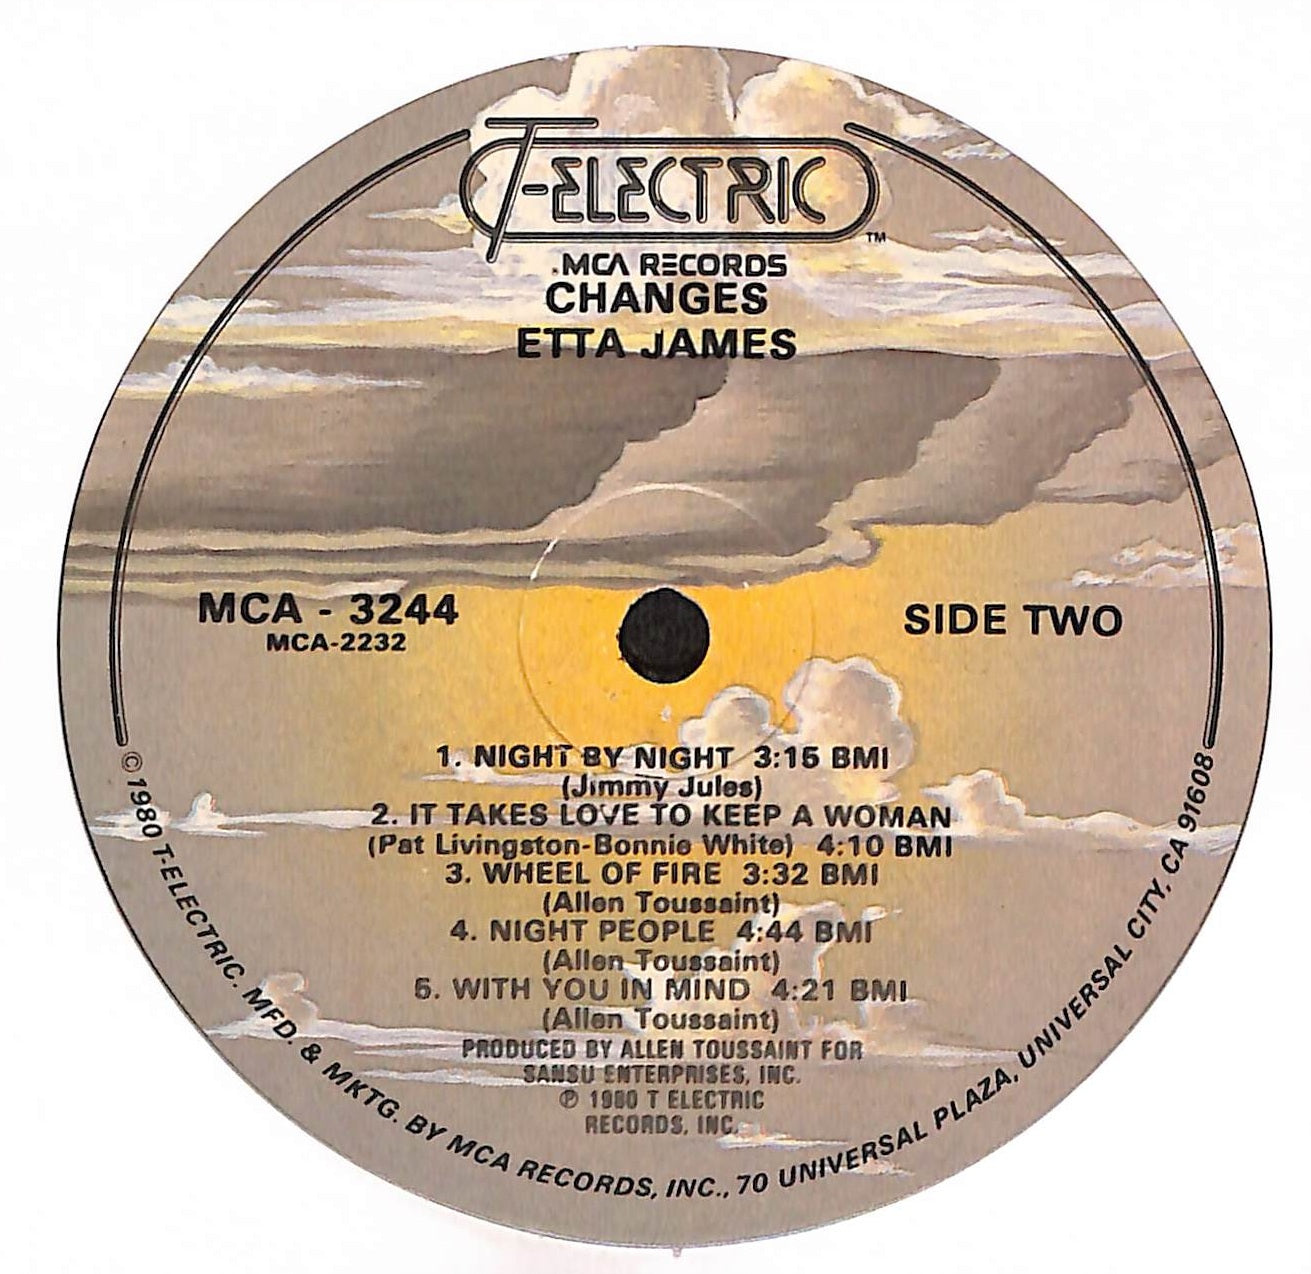 T-ELECTRIC
TM
MCA RECORDS
CHANGES
ETTA JAMES
MCA - 3244
MCA-2232
SIDE TWO
1. NIGHT BY NIGHT 3:15 BMI
(Jimmy Jules)
2. IT TAKES LOVE TO KEEP A WOMAN
(Pat Livingston-Bonnie White) 4:10 BMI
3. WHEEL OF FIRE 3:32 BMI
(Allen Toussaint)
4. NIGHT PEOPLE 4:44 BMI
(Allen Toussaint)
5. WITH YOU IN MIND 4:21 BMI
(Allen Toussaint)
PRODUCED BY ALLEN TOUSSAINT FOR
SANSU ENTERPRISES, INC.
℗ 1980 T ELECTRIC
RECORDS, INC.
© 1980 T-ELECTRIC. MFD. & MKTG. BY MCA RECORDS, INC., 70 UNIVERSAL PLAZA, UNIVERSAL CITY, CA 91608